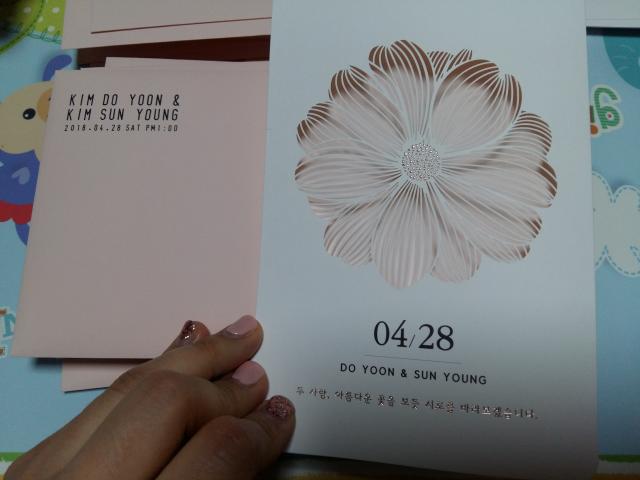 KIM DO YOON &
KIM SUN YOUNG
2018.04.28 SAT PM1:00
04/28
DO YOON & SUN YOUNG
두 사람, 아름다운 꽃을 보듯 서로를 바라보겠습니다.